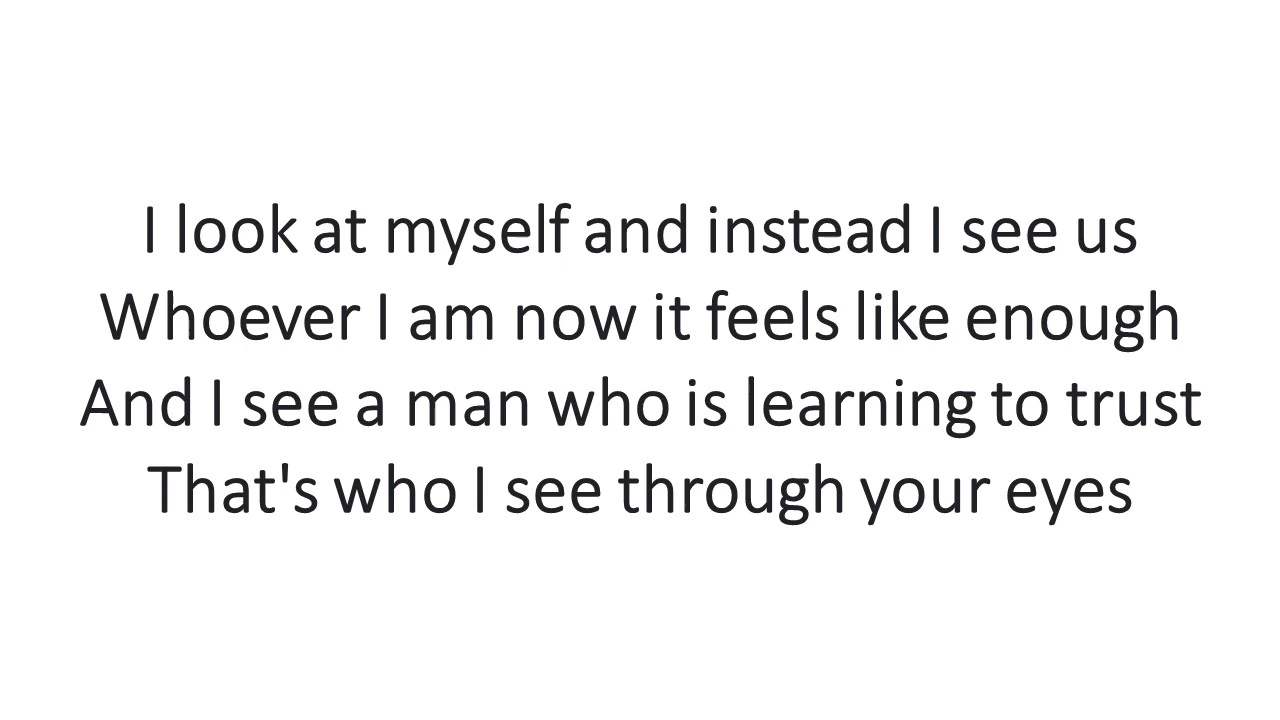 I look at myself and instead I see us
Whoever I am now it feels like enough
And I see a man who is learning to trust
That's who I see through your eyes